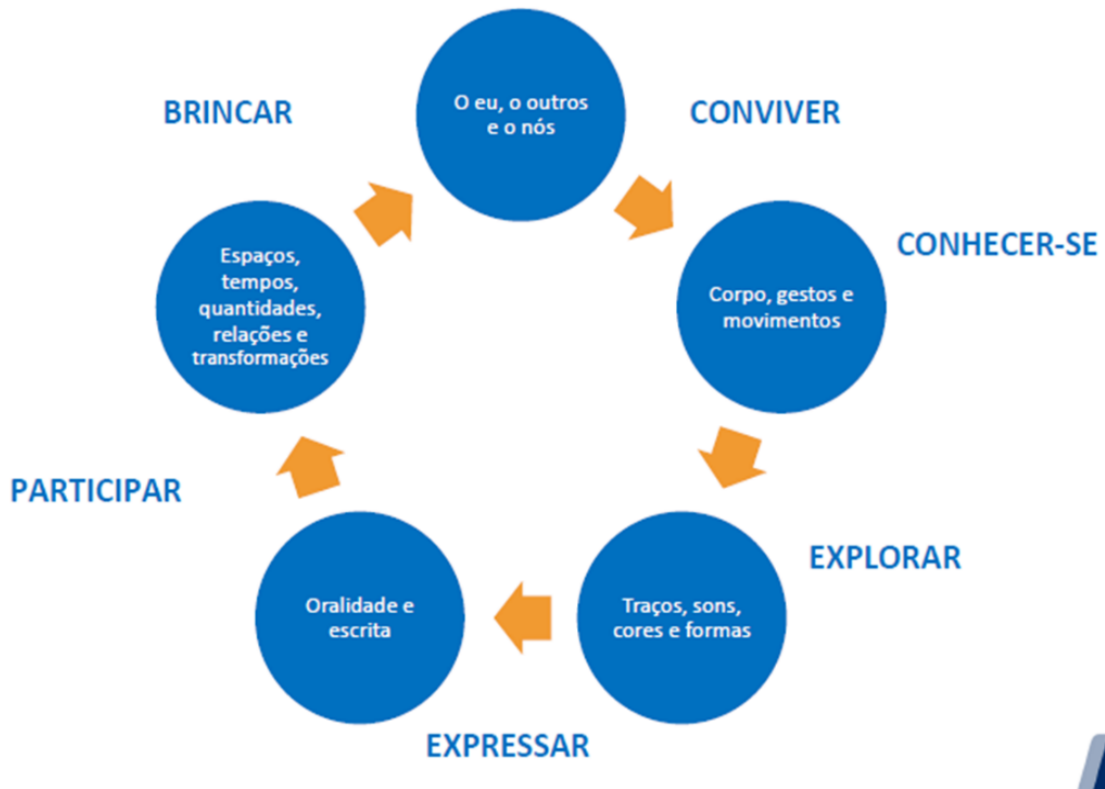 O eu, o outros
e o nós
BRINCAR
CONVIVER
CONHECER-SE
Corpo, gestos e
movimentos
EXPLORAR
Traços, sons,
cores e formas
EXPRESSAR
Oralidade e
escrita
PARTICIPAR
Espaços,
tempos,
quantidades,
relações e
transformações